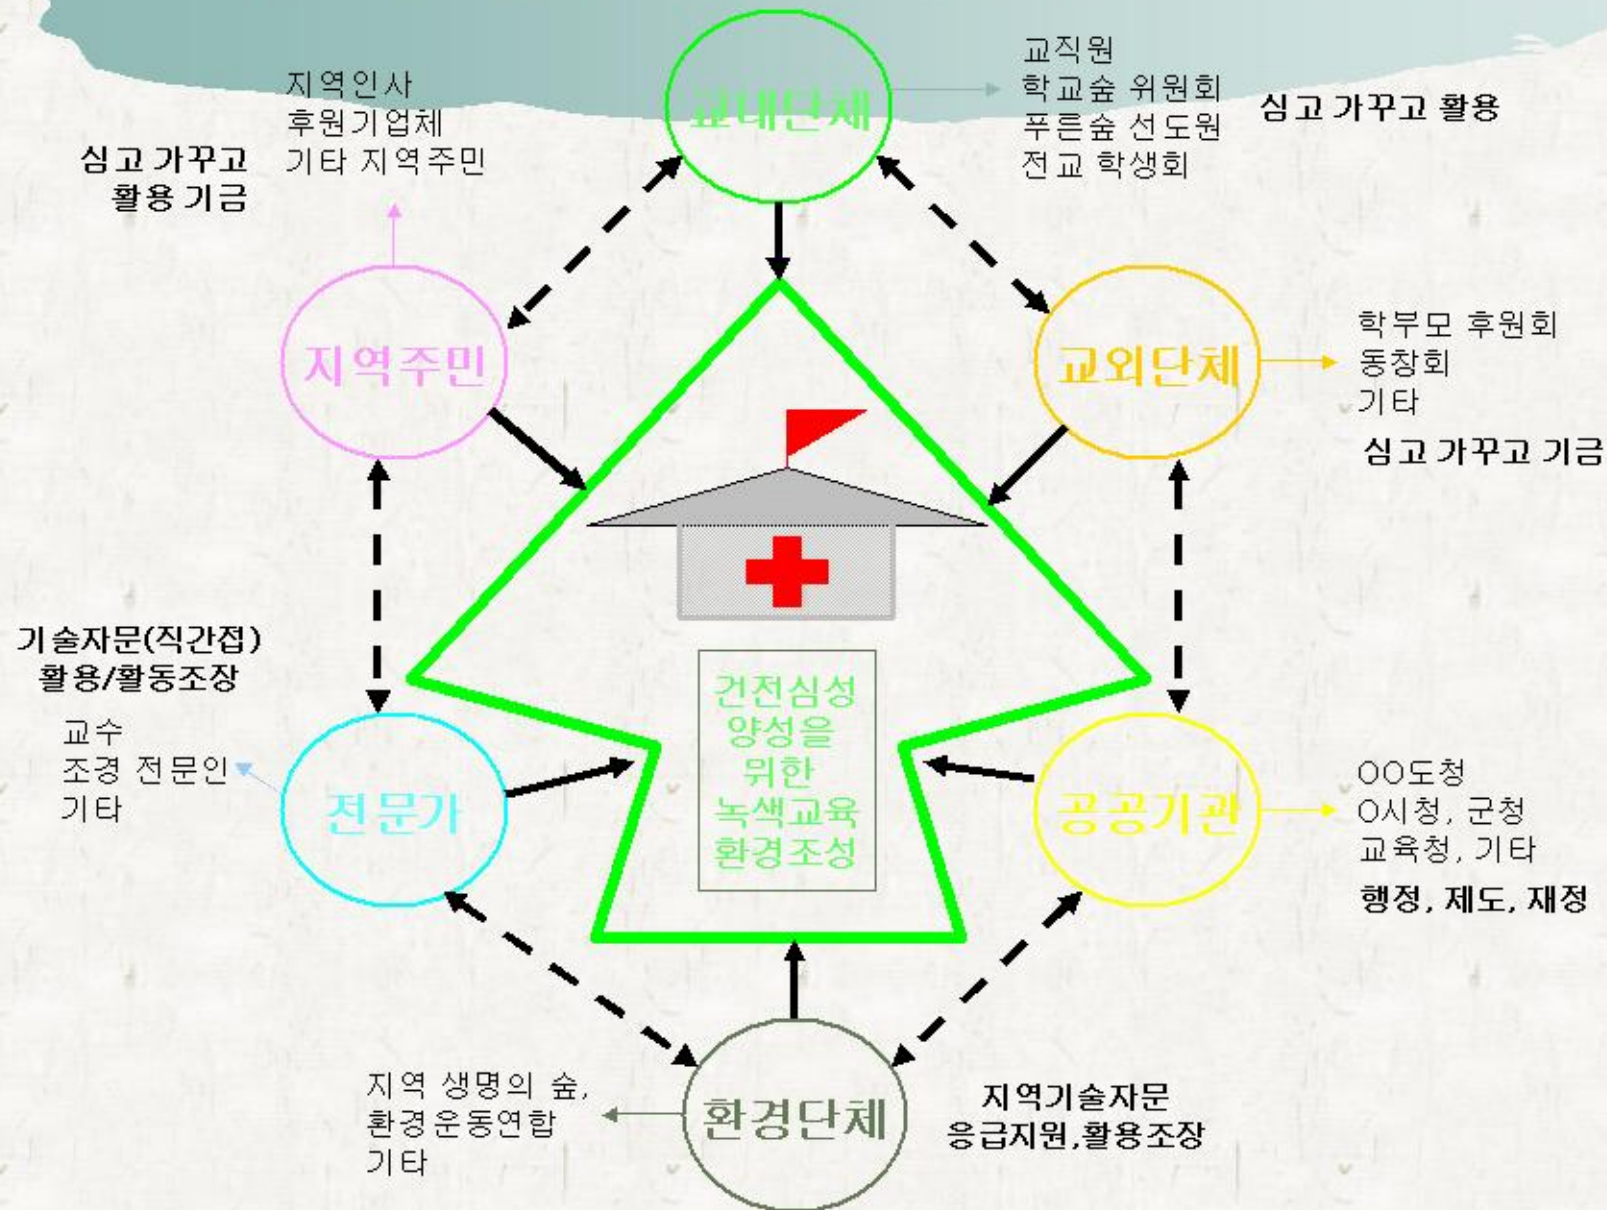 교내단체
교직원
학교숲 위원회
푸른숲 선도원
전교 학생회
심고 가꾸고 활용
지역인사
후원기업체
기타 지역주민
심고 가꾸고
활용 기금
지역주민
교외단체
학부모 후원회
동창회
기타
심고 가꾸고 기금
기술자문(직간접)
활용/활동조장
교수
조경 전문인
기타
전문가
건전심성
양성을
위한
녹색교육
환경조성
공공기관
OO도청
O시청, 군청
교육청, 기타
행정, 제도, 재정
지역 생명의 숲,
환경운동연합
기타
환경단체
지역기술자문
응급지원,활용조장